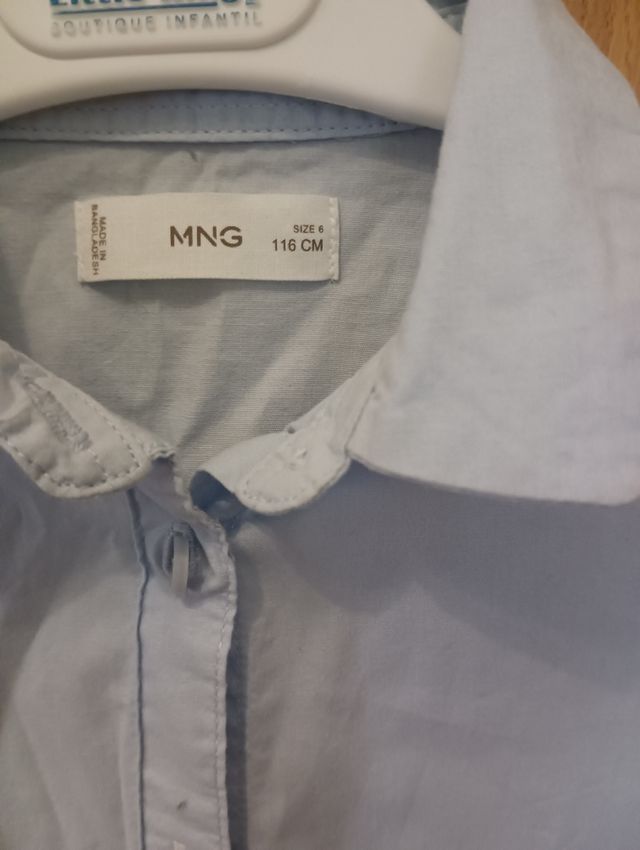 BOUTIQUE INFANTIL
MADE IN
BANGLADESH
MNG
SIZE 6
116 CM